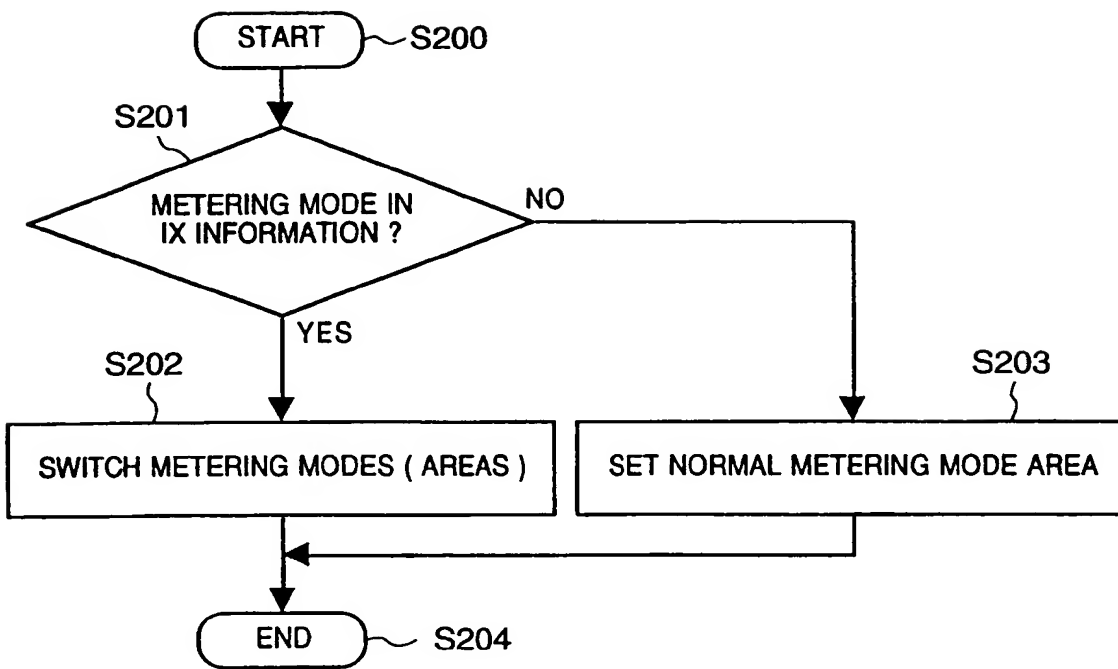 START
S200
S201
METERING MODE IN
IX INFORMATION ?
NO
YES
S202
SWITCH METERING MODES ( AREAS )
S203
SET NORMAL METERING MODE AREA
END
S204